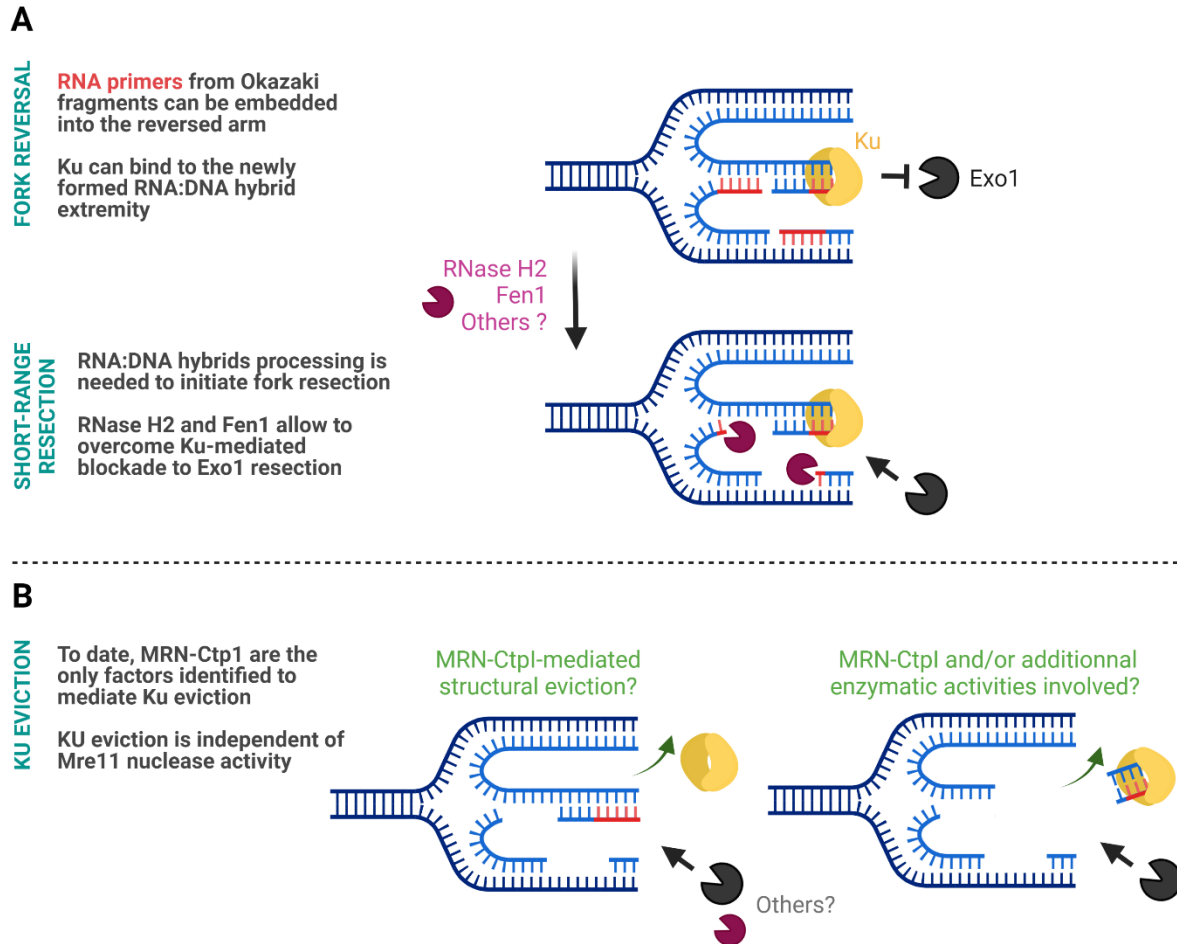 A
FORK REVERSAL
RNA primers from Okazaki
fragments can be embedded
into the reversed arm
Ku can bind to the newly
formed RNA:DNA hybrid
extremity
Ku
Exo1
RNase H2
Fen1
Others ?
SHORT-RANGE
RESECTION
RNA:DNA hybrids processing is
needed to initiate fork resection
RNase H2 and Fen1 allow to
overcome Ku-mediated
blockade to Exo1 resection
B
KU EVICTION
To date, MRN-Ctp1 are the
only factors identified to
mediate Ku eviction
KU eviction is independent of
Mre11 nuclease activity
MRN-CtpI-mediated
structural eviction?
MRN-CtpI and/or additionnal
enzymatic activities involved?
Others?